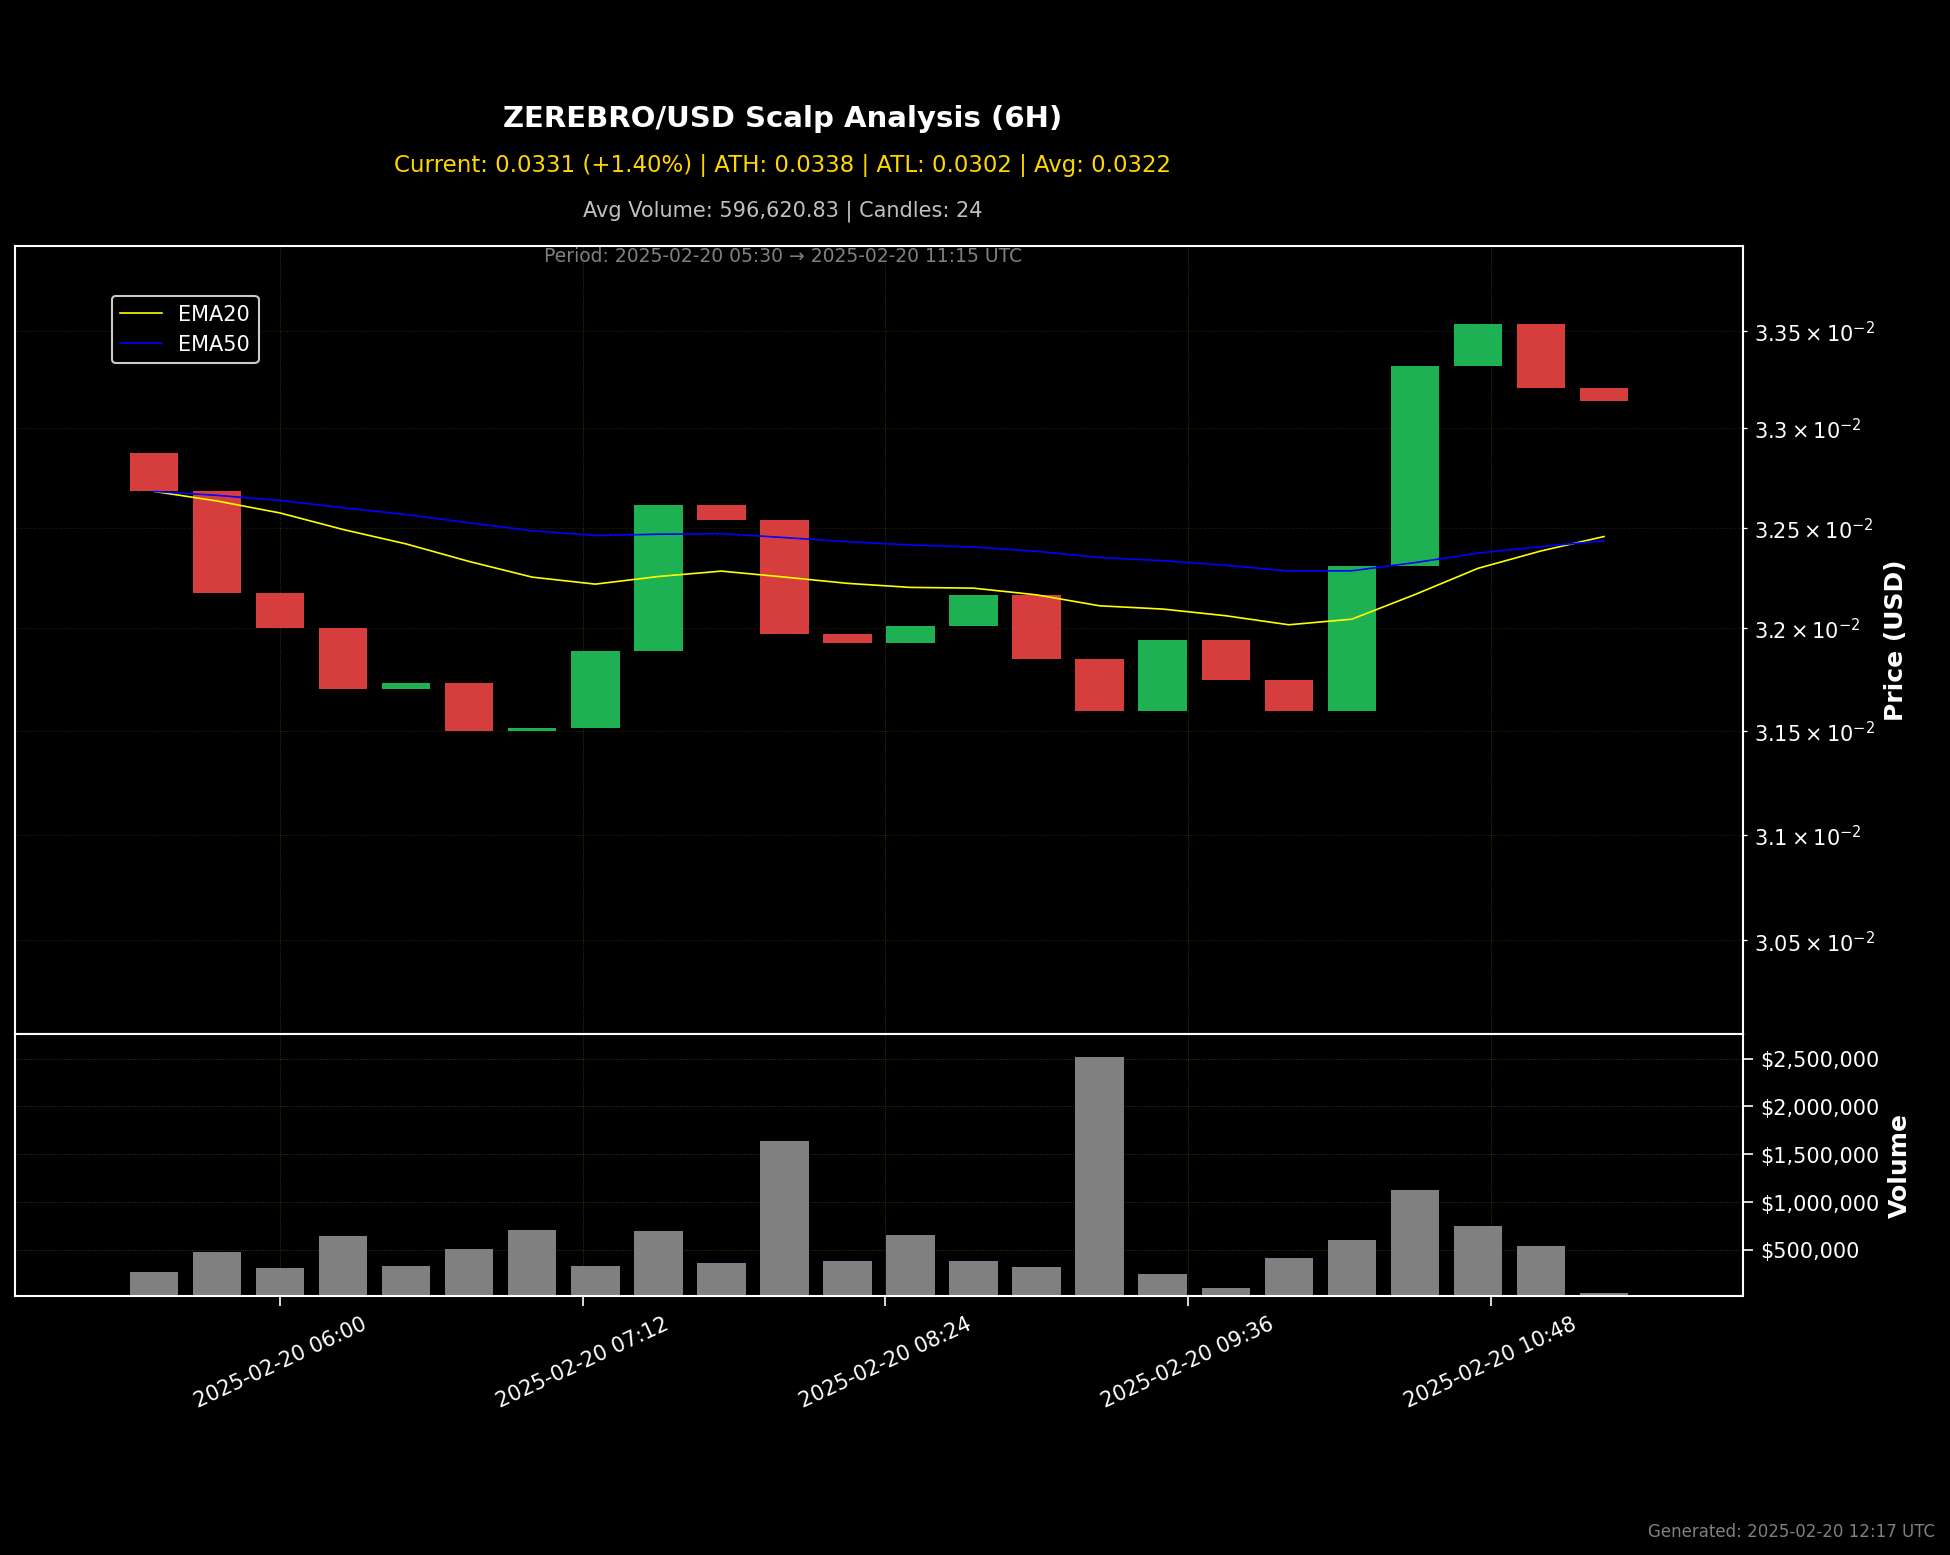 ZEREBRO/USD Scalp Analysis (6H)
Current: 0.0331 (+1.40%) | ATH: 0.0338 | ATL: 0.0302 | Avg: 0.0322
Avg Volume: 596,620.83 | Candles: 24
Period: 2025-02-20 05:30 → 2025-02-20 11:15 UTC
EMA20
EMA50
3.35 × 10⁻²
3.3 × 10⁻²
3.25 × 10⁻²
3.2 × 10⁻²
3.15 × 10⁻²
3.1 × 10⁻²
3.05 × 10⁻²
Price (USD)
$2,500,000
$2,000,000
$1,500,000
$1,000,000
$500,000
Volume
2025-02-20 06:00
2025-02-20 07:12
2025-02-20 08:24
2025-02-20 09:36
2025-02-20 10:48
Generated: 2025-02-20 12:17 UTC